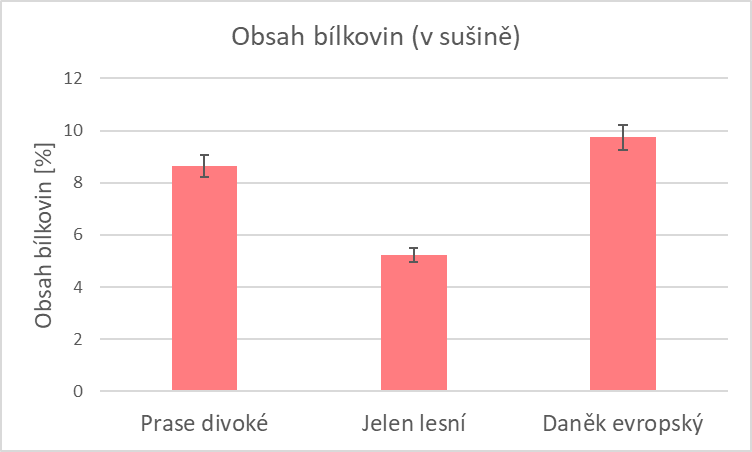 Obsah bílkovin (v sušině)
Obsah bílkovin [%]
12
10
8
6
4
2
0
Prase divoké
Jelen lesní
Daněk evropský